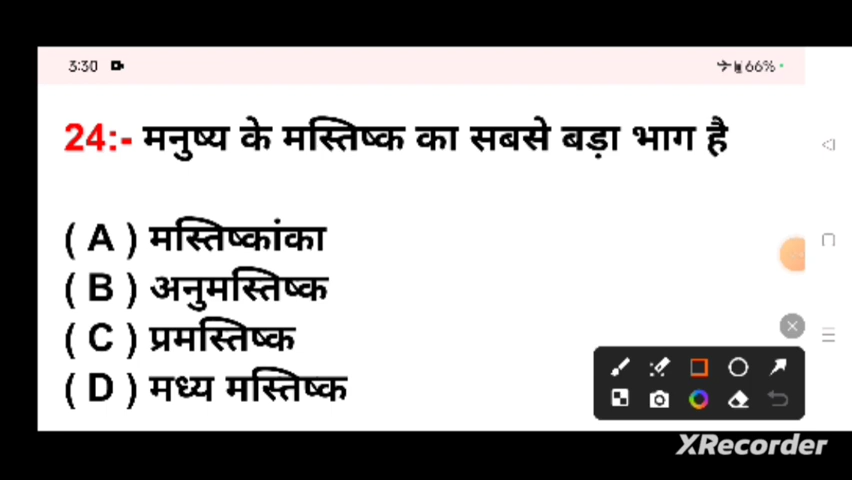 3:30
66%
24:- मनुष्य के मस्तिष्क का सबसे बड़ा भाग है
( A ) मस्तिष्कांका
( B ) अनुमस्तिष्क
( C ) प्रमस्तिष्क
( D ) मध्य मस्तिष्क
XRecorder